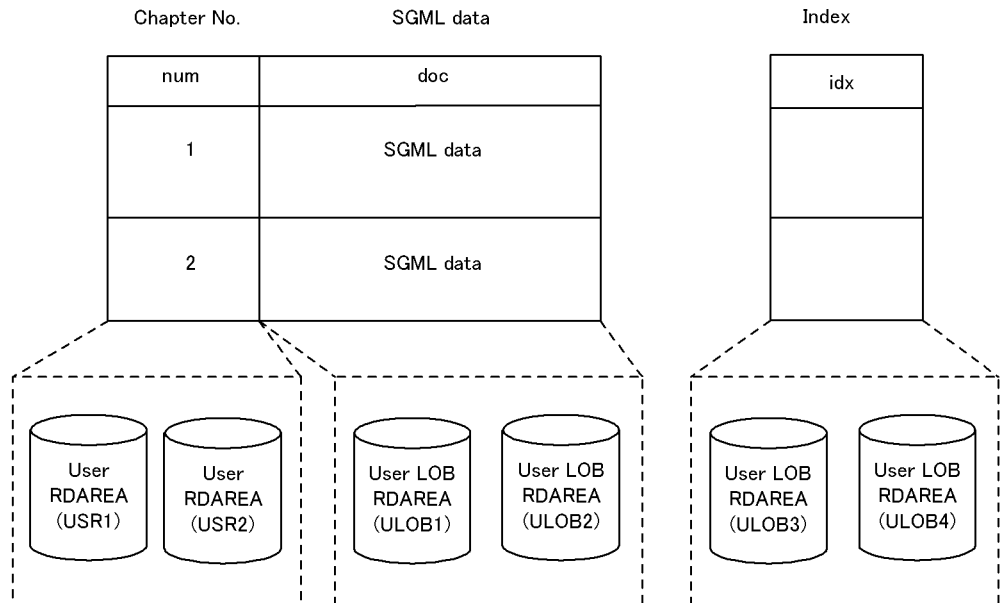 Chapter No.
SGML data
Index
num
doc
idx
1
SGML data
2
SGML data
User
RDAREA
(USR1)
User
RDAREA
(USR2)
User LOB
RDAREA
(ULOB1)
User LOB
RDAREA
(ULOB2)
User LOB
RDAREA
(ULOB3)
User LOB
RDAREA
(ULOB4)